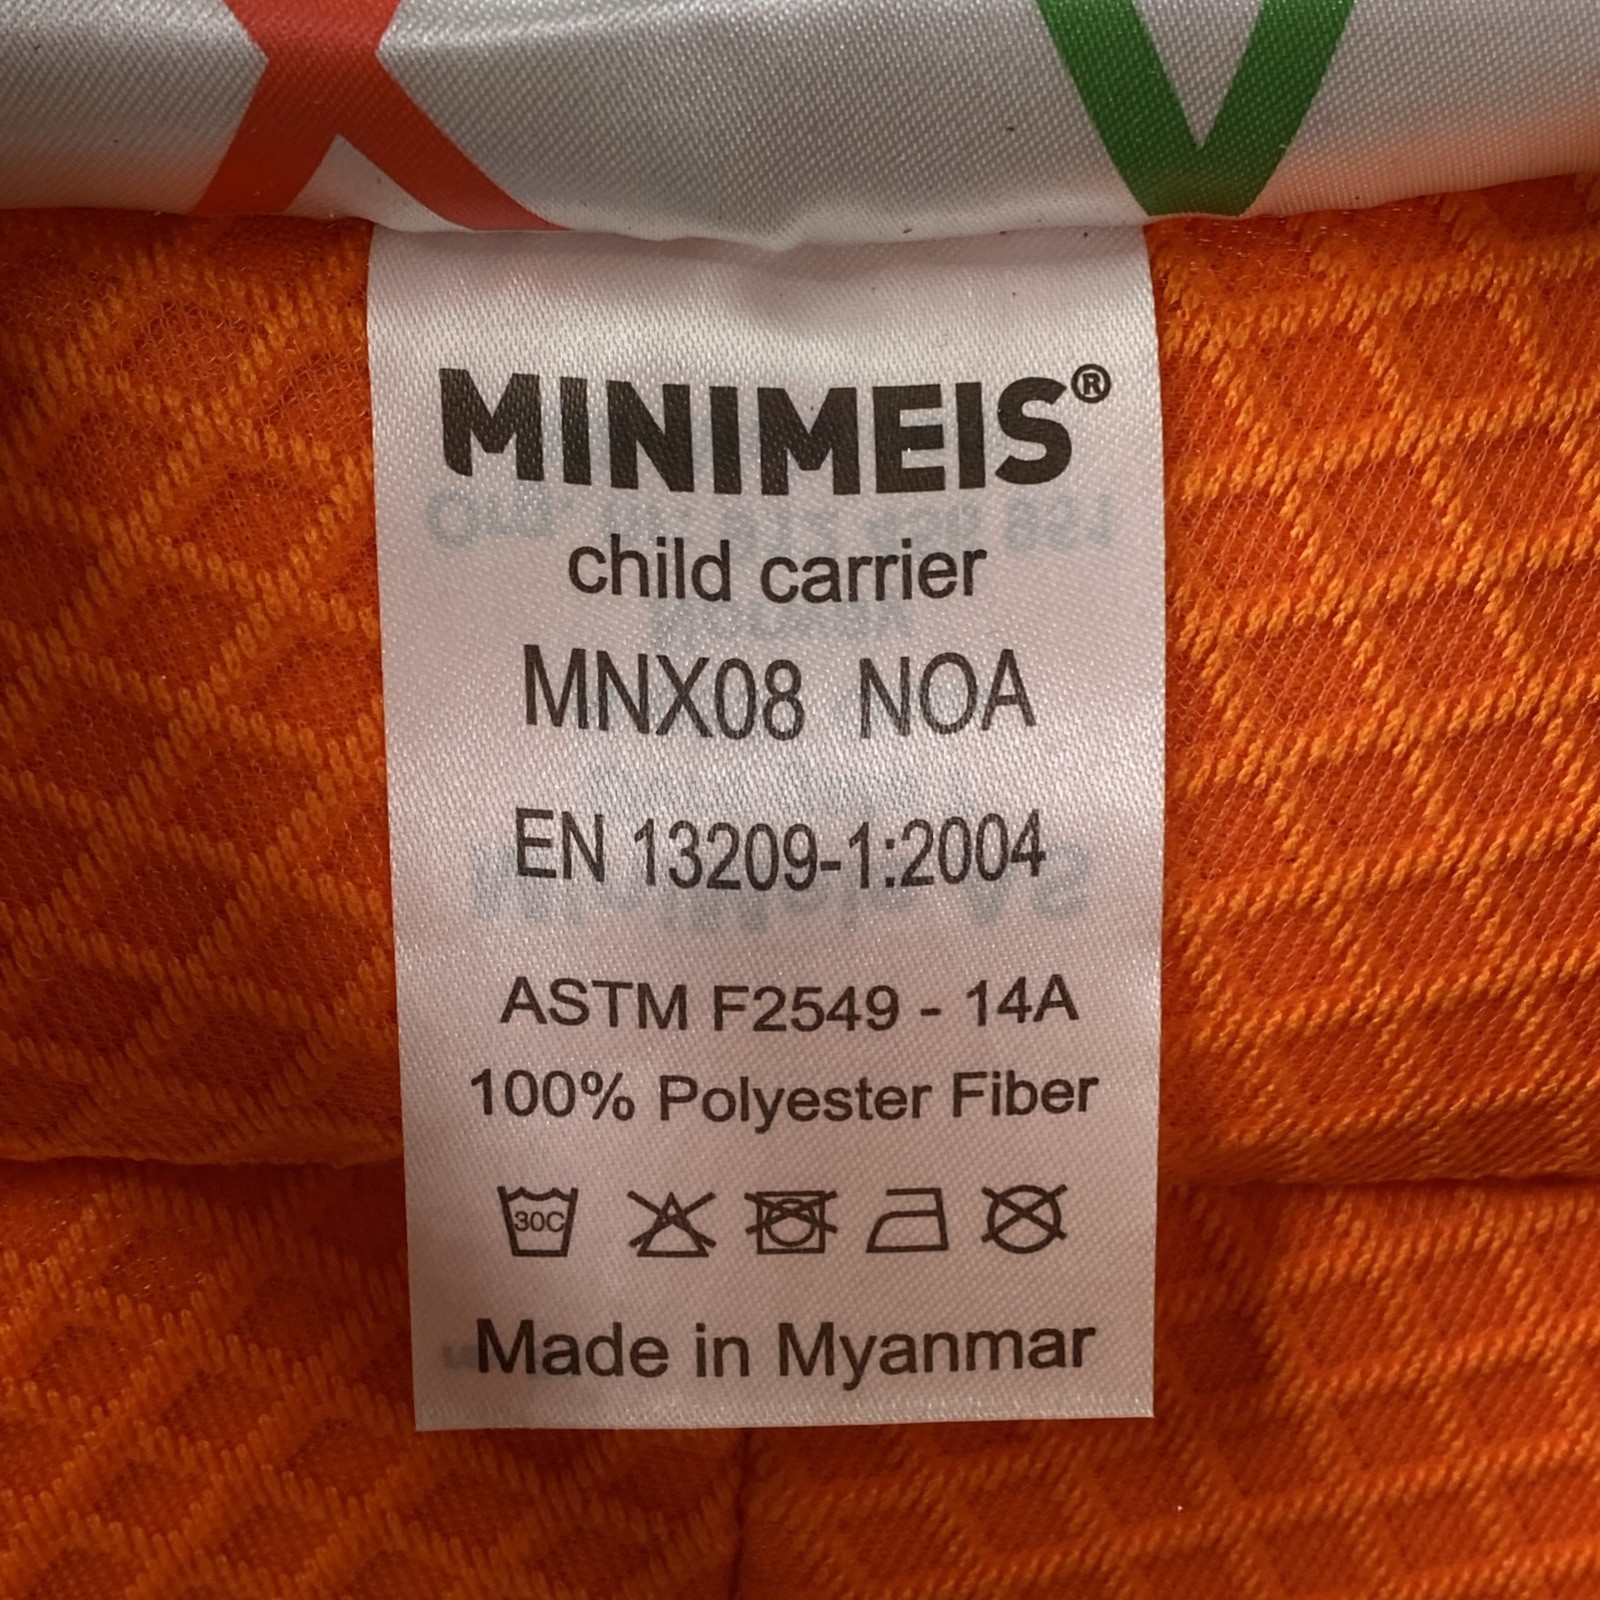 MINIMEIS®
child carrier
MNX08 NOA
EN 13209-1:2004
ASTM F2549 - 14A
100% Polyester Fiber
30C
Made in Myanmar